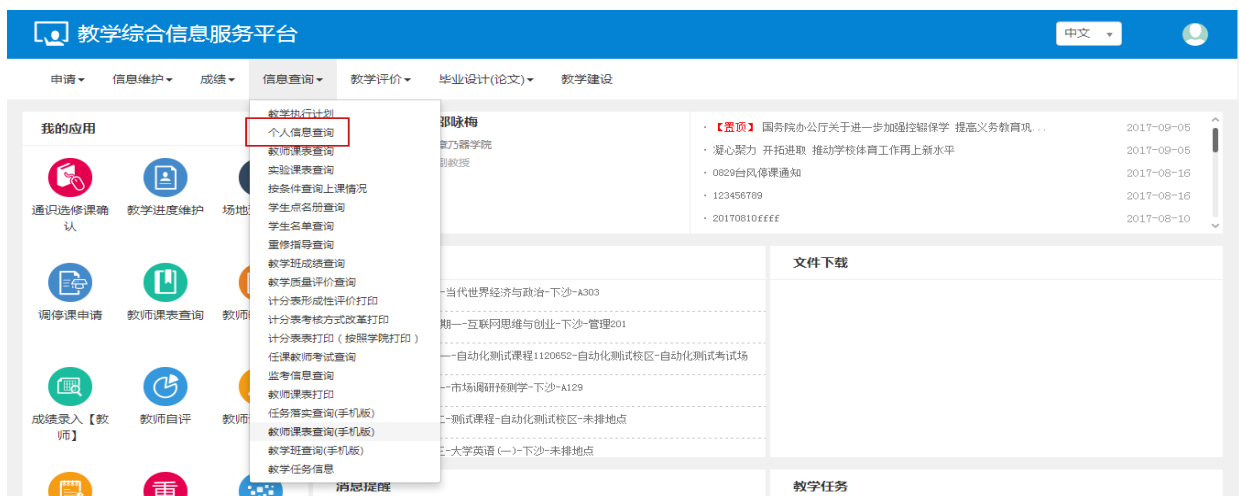 教学综合信息服务平台
中文
申请 信息维护 成绩 信息查询 教学评价 毕业设计(论文) 教学建设
我的应用
通识选修课确
认
教学进度维护
场地
调停课申请
教师课表查询
教师
成绩录入【教
师】
教师自评
教师
重
教学执行计划
个人信息查询
教师课表查询
实验课表查询
按条件查询上课情况
学生点名册查询
学生名单查询
重修指导查询
教学班成绩查询
教学质量评价查询
计分表形成性评价打印
计分表考核方式改革打印
计分表表打印(按照学院打印)
任课教师考试查询
监考信息查询
教师课表打印
任务落实查询(手机版)
教师课表查询(手机版)
教学班查询(手机版)
教学任务信息
邵咏梅
章乃器学院
副教授
· 【置顶】 国务院办公厅关于进一步加强控辍保学 提高义务教育巩... 2017-09-05
· 凝心聚力 开拓进取 推动学校体育工作再上新水平 2017-09-05
· 0829台风停课通知 2017-08-16
· 123456789 2017-08-16
· 20170810ffff 2017-08-10
-当代世界经济与政治-下沙-A303
期一-互联网思维与创业-下沙-管理201
一-自动化测试课程1120652-自动化测试校区-自动化测试考试场
-市场调研预测学-下沙-A129
二-测试课程-自动化测试校区-未排地点
三-大学英语(一)-下沙-未排地点
文件下载
消息提醒
教学任务